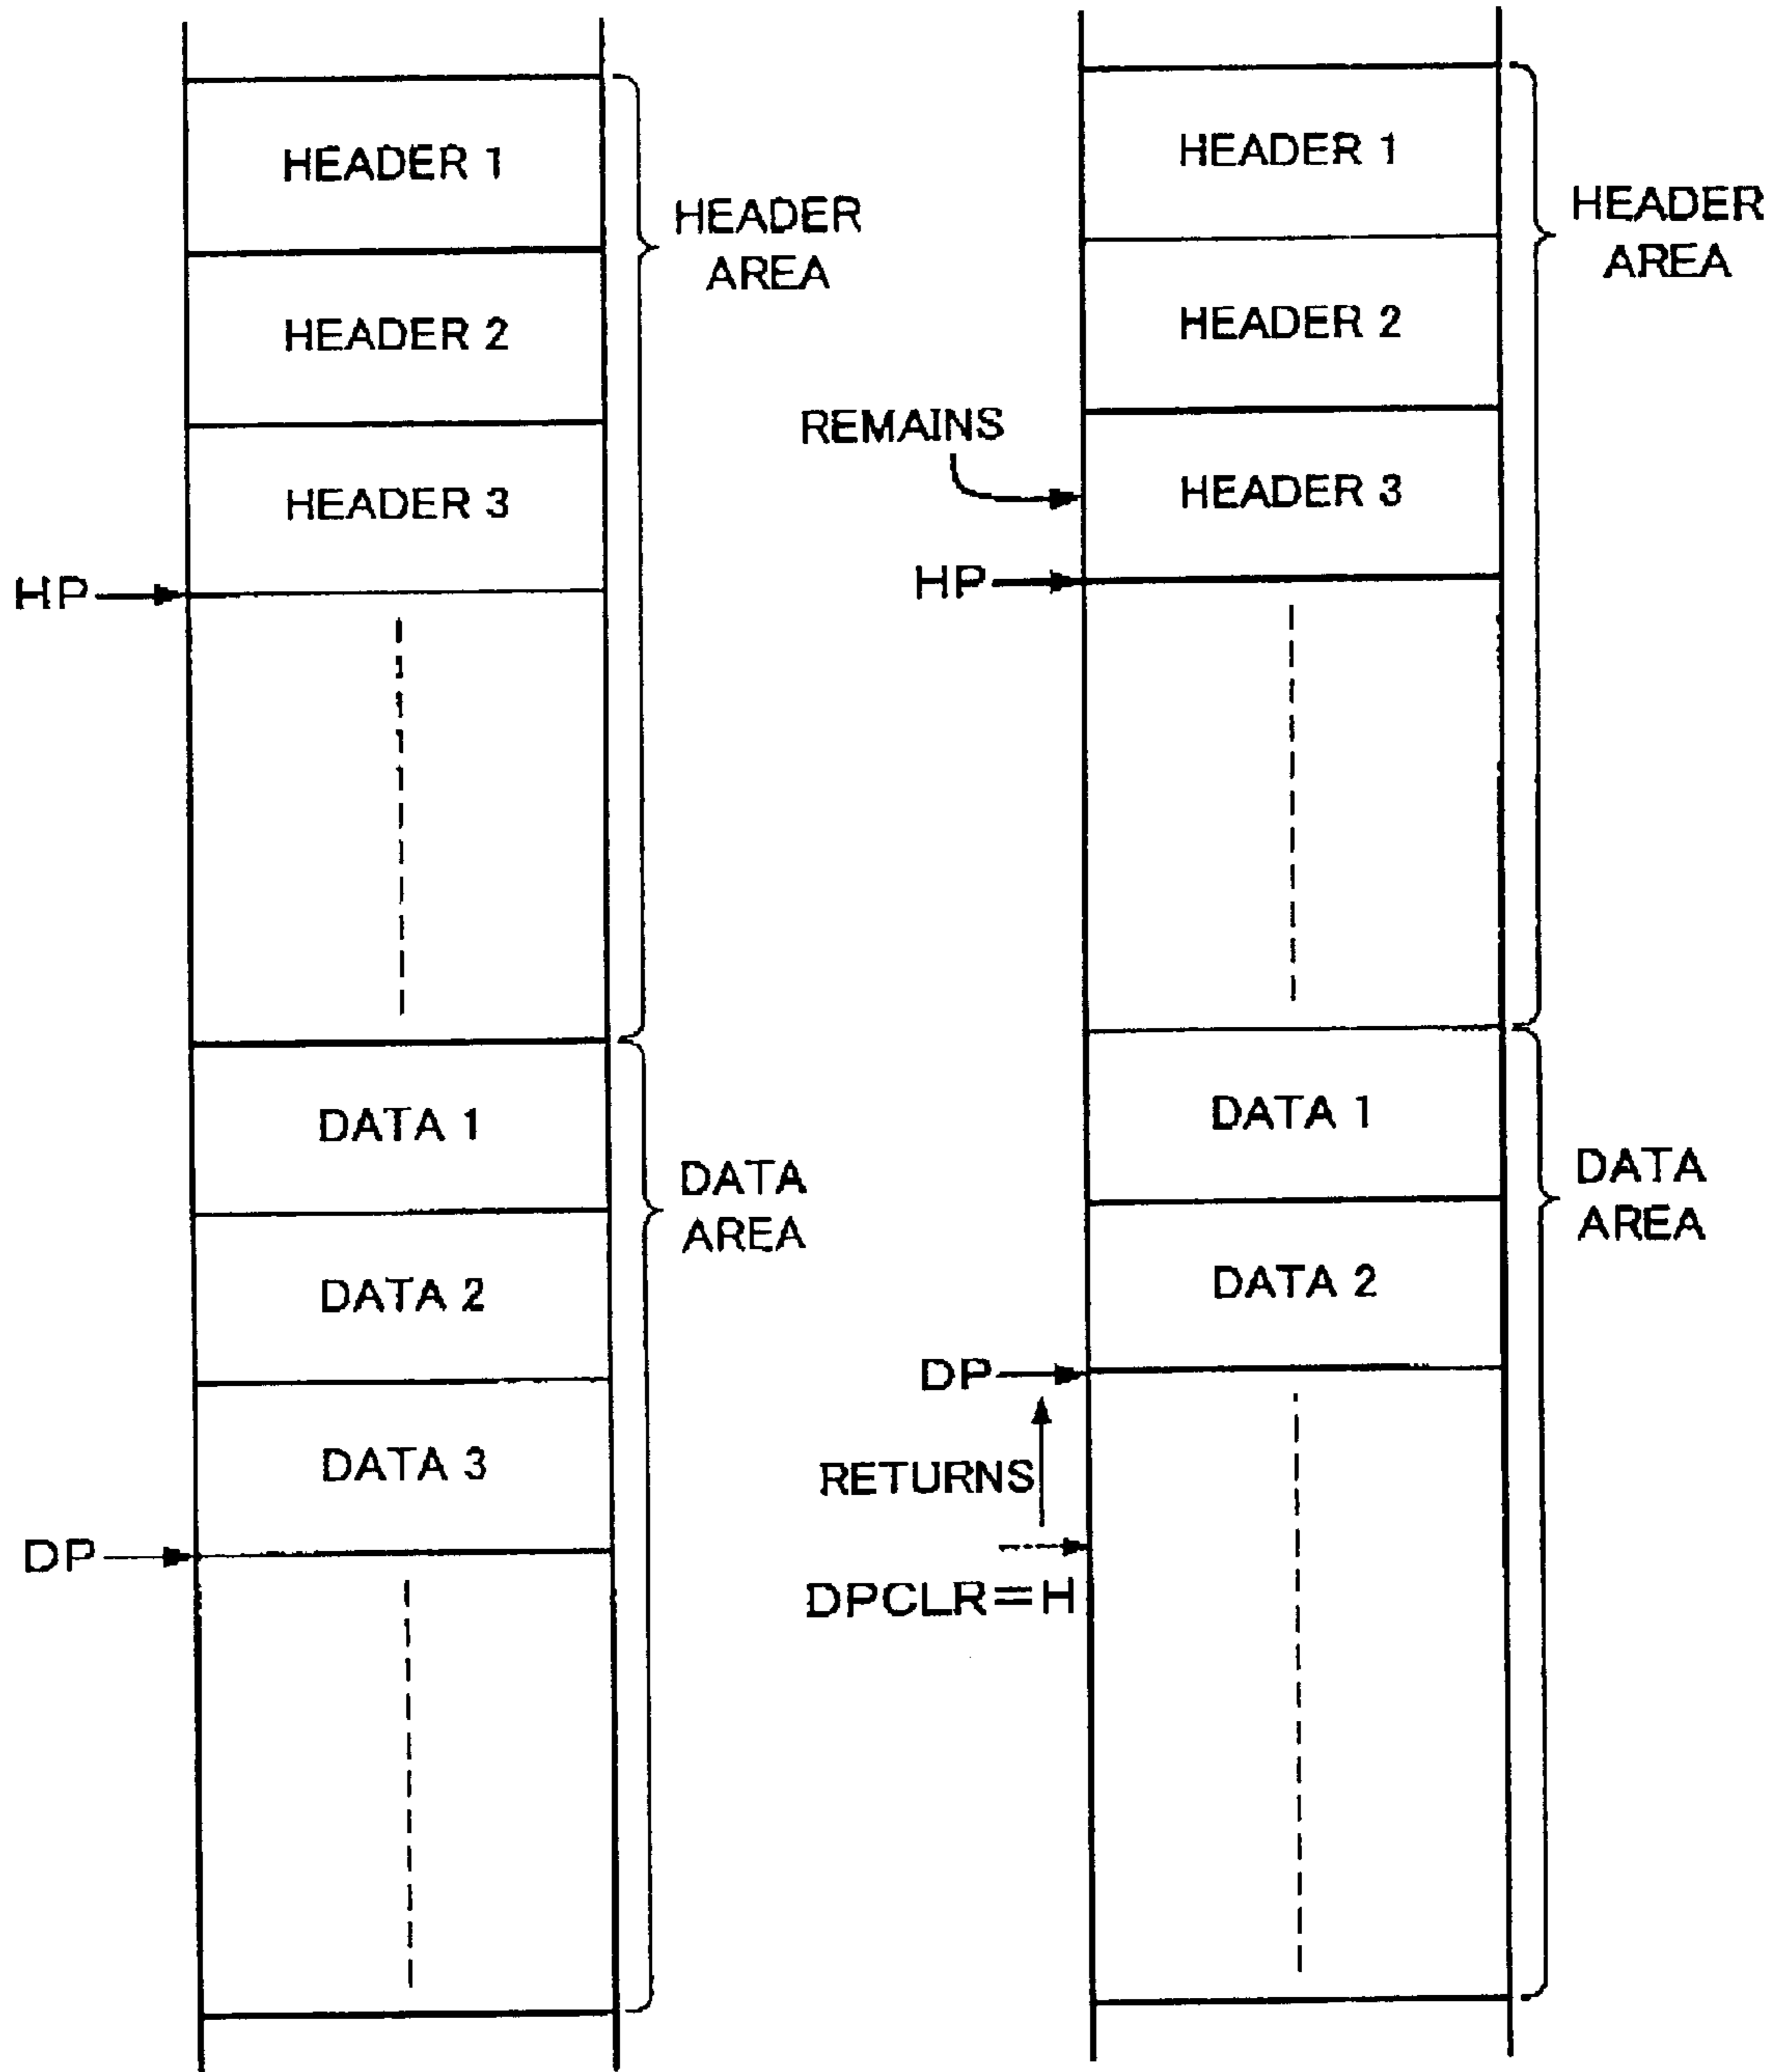 HEADER 1
HEADER 2
HEADER 3
HEADER
AREA
HP
DATA 1
DATA 2
DATA 3
DATA
AREA
DP
HEADER 1
HEADER 2
HEADER 3
HEADER
AREA
REMAINS
HP
DATA 1
DATA 2
DATA
AREA
DP
RETURNS
DPCLR=H